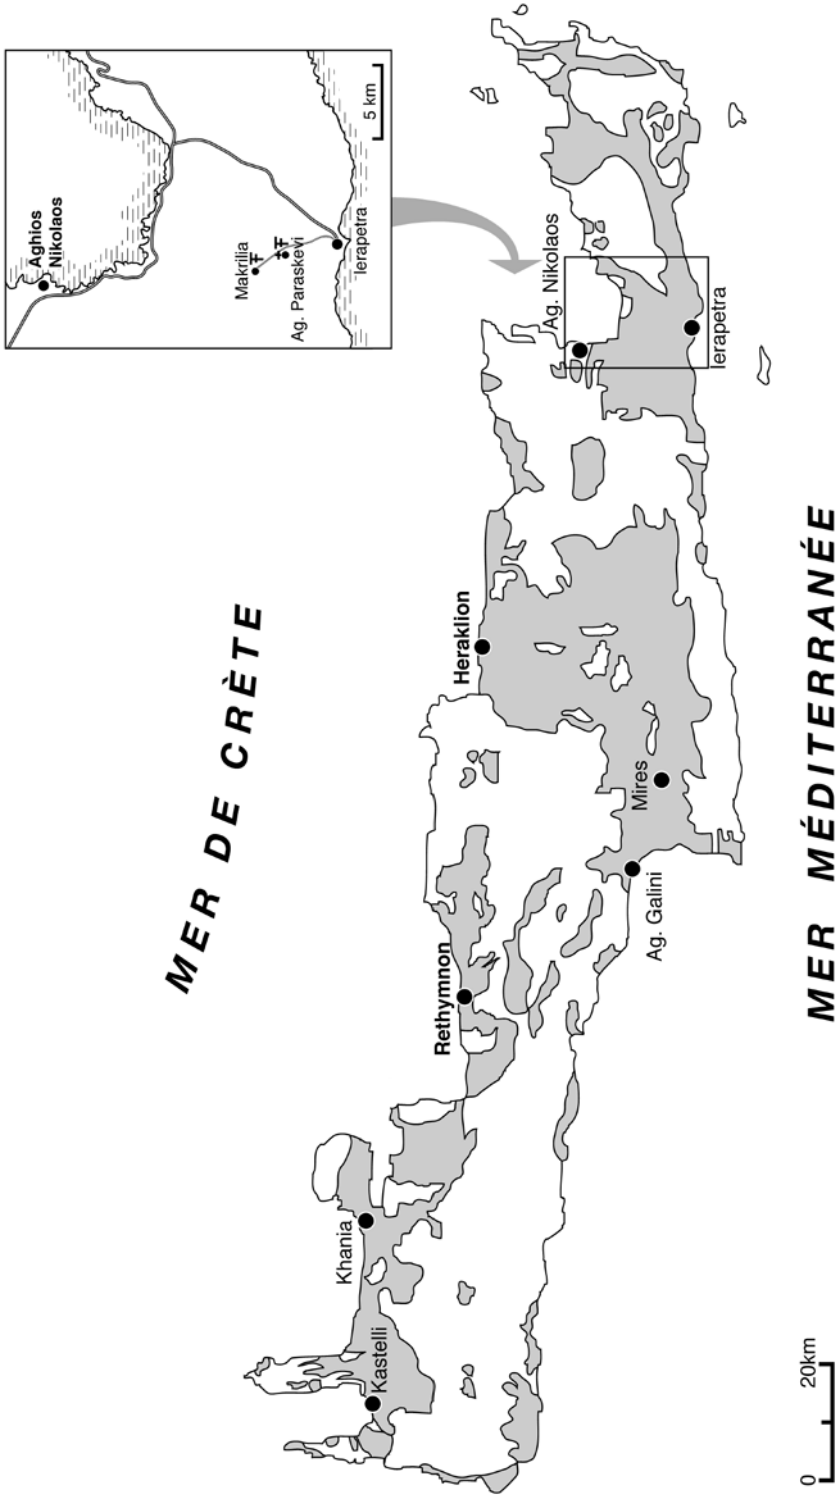 MER DE CRÈTE
MER MÉDITERRANÉE
Kastelli
Khania
Rethymnon
Ag. Galini
Mires
Heraklion
Ag. Nikolaos
Ierapetra
Aghios
Nikolaos
Makrilia
Ag. Paraskevi
Ierapetra
5 km
0
20km